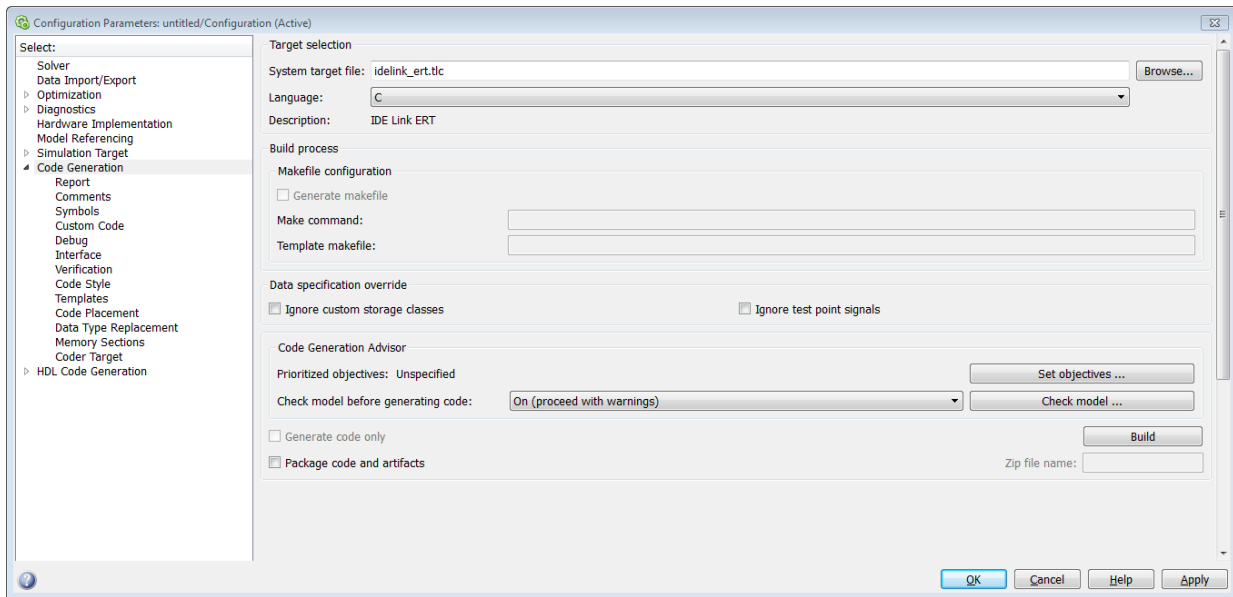 Configuration Parameters: untitled/Configuration (Active)
Select:
Solver
Data Import/Export
Optimization
Diagnostics
Hardware Implementation
Model Referencing
Simulation Target
Code Generation
Report
Comments
Symbols
Custom Code
Debug
Interface
Verification
Code Style
Templates
Code Placement
Data Type Replacement
Memory Sections
Coder Target
HDL Code Generation
Target selection
System target file: idelink_ert.tlc Browse...
Language: C
Description: IDE Link ERT
Build process
Makefile configuration
Generate makefile
Make command:
Template makefile:
Data specification override
Ignore custom storage classes Ignore test point signals
Code Generation Advisor
Prioritized objectives: Unspecified Set objectives ...
Check model before generating code: On (proceed with warnings) Check model ...
Generate code only Build
Package code and artifacts Zip file name:
OK Cancel Help Apply